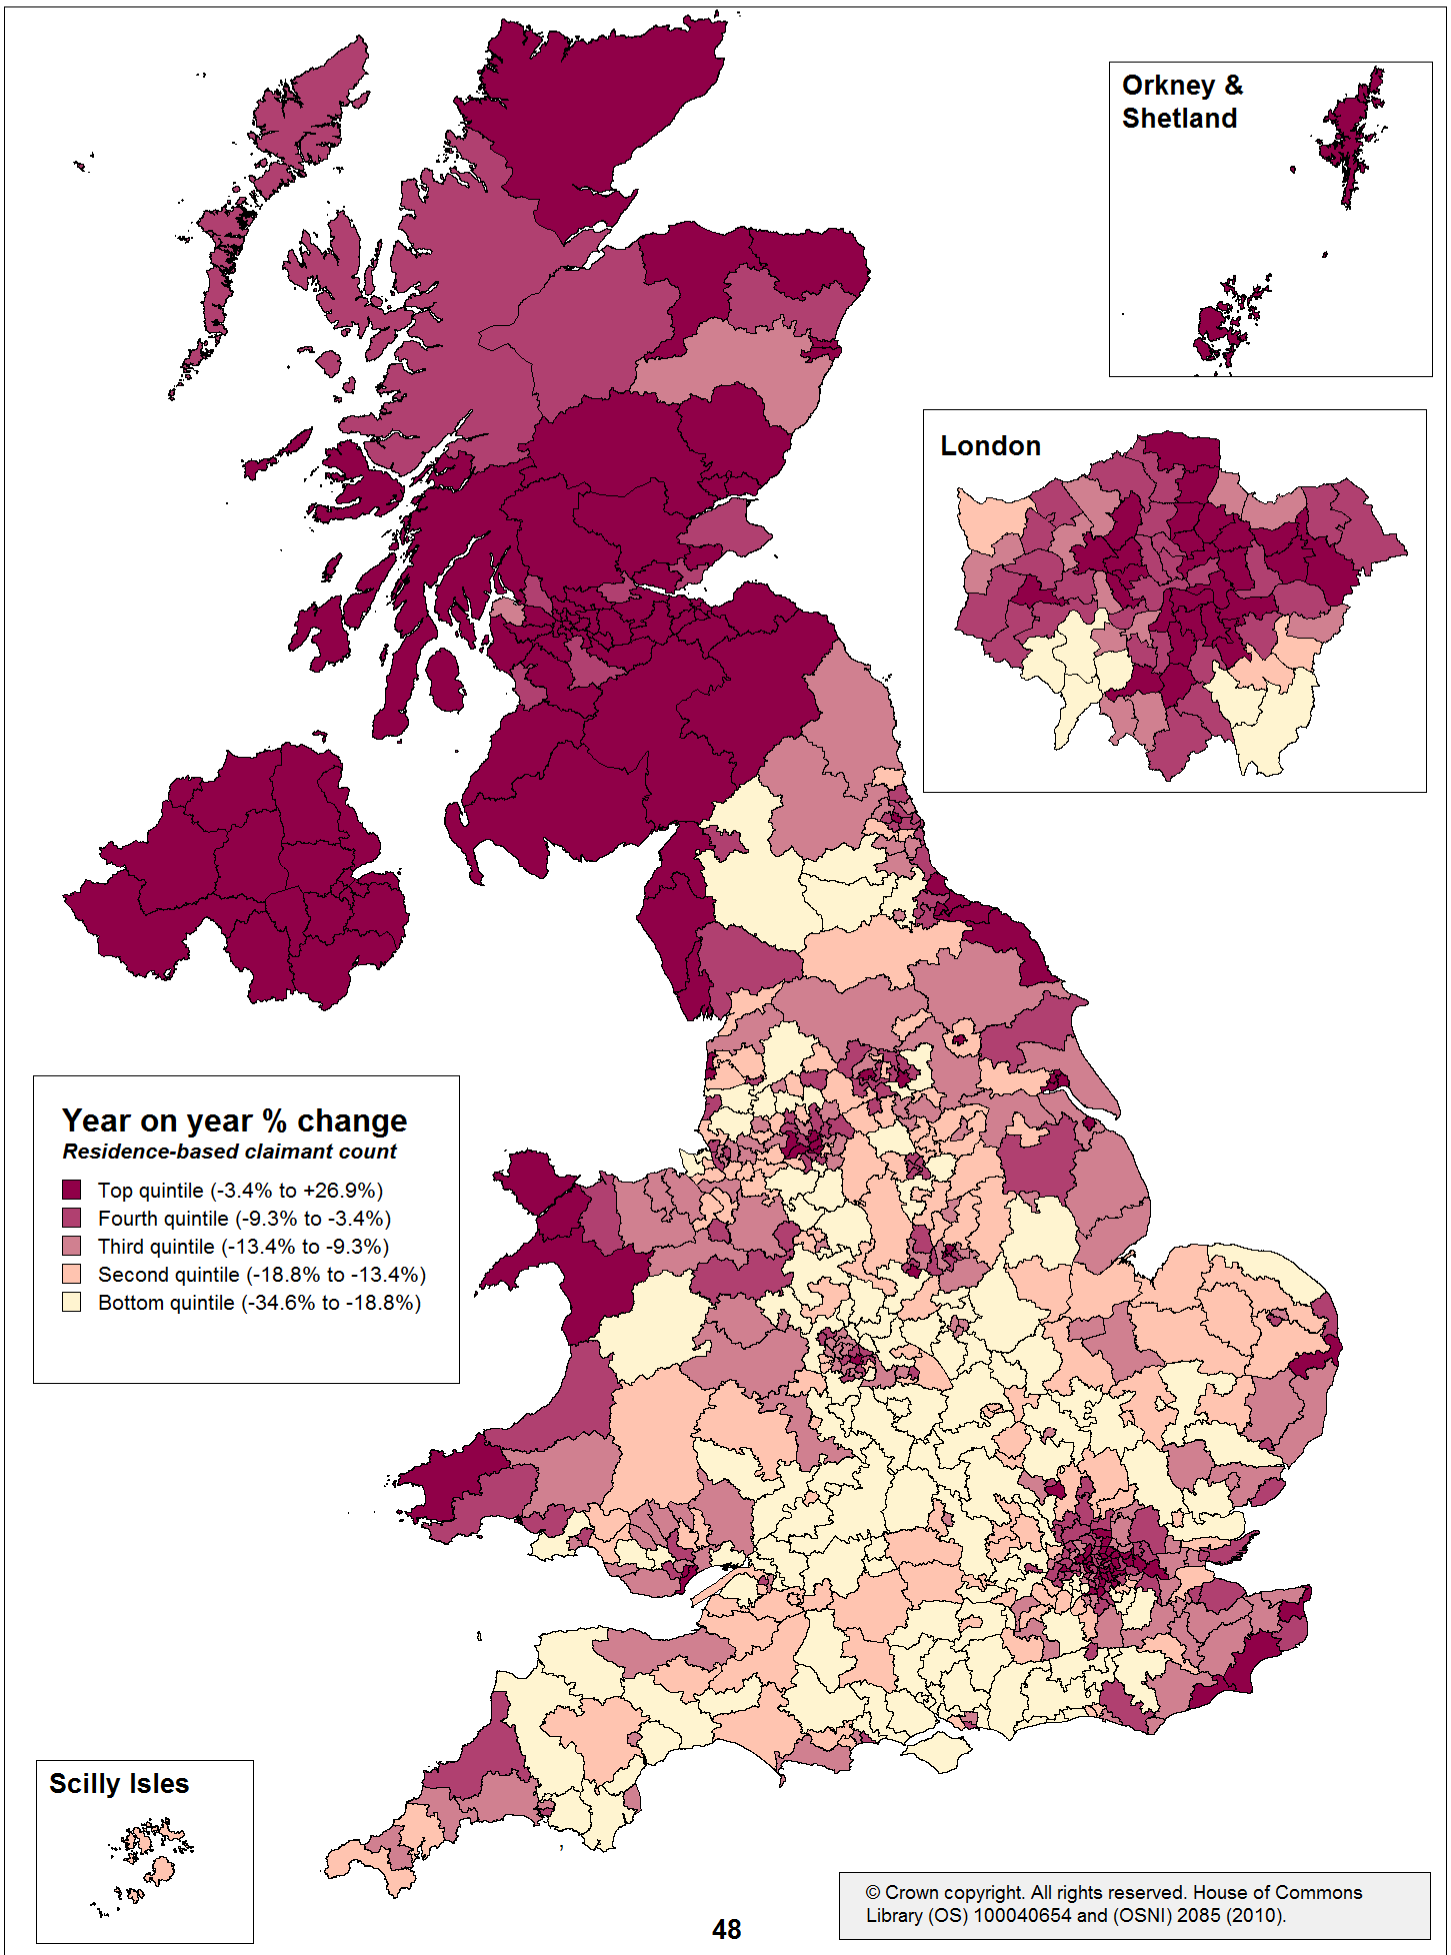 Orkney &
Shetland
London
Year on year % change
Residence-based claimant count
Top quintile (-3.4% to +26.9%)
Fourth quintile (-9.3% to -3.4%)
Third quintile (-13.4% to -9.3%)
Second quintile (-18.8% to -13.4%)
Bottom quintile (-34.6% to -18.8%)
Scilly Isles
© Crown copyright. All rights reserved. House of Commons
Library (OS) 100040654 and (OSNI) 2085 (2010).
48